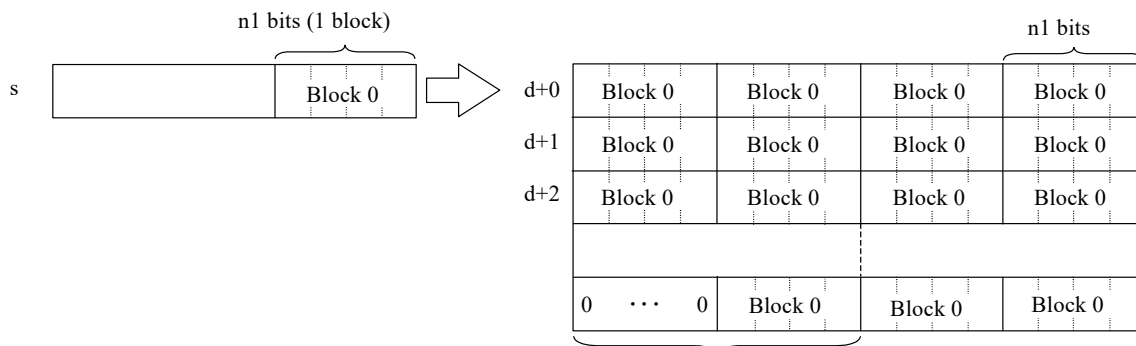 n1 bits (1 block)
n1 bits
s
Block 0
d+0
Block 0 Block 0 Block 0 Block 0
d+1
Block 0 Block 0 Block 0 Block 0
d+2
Block 0 Block 0 Block 0 Block 0
0 ··· 0 Block 0 Block 0 Block 0